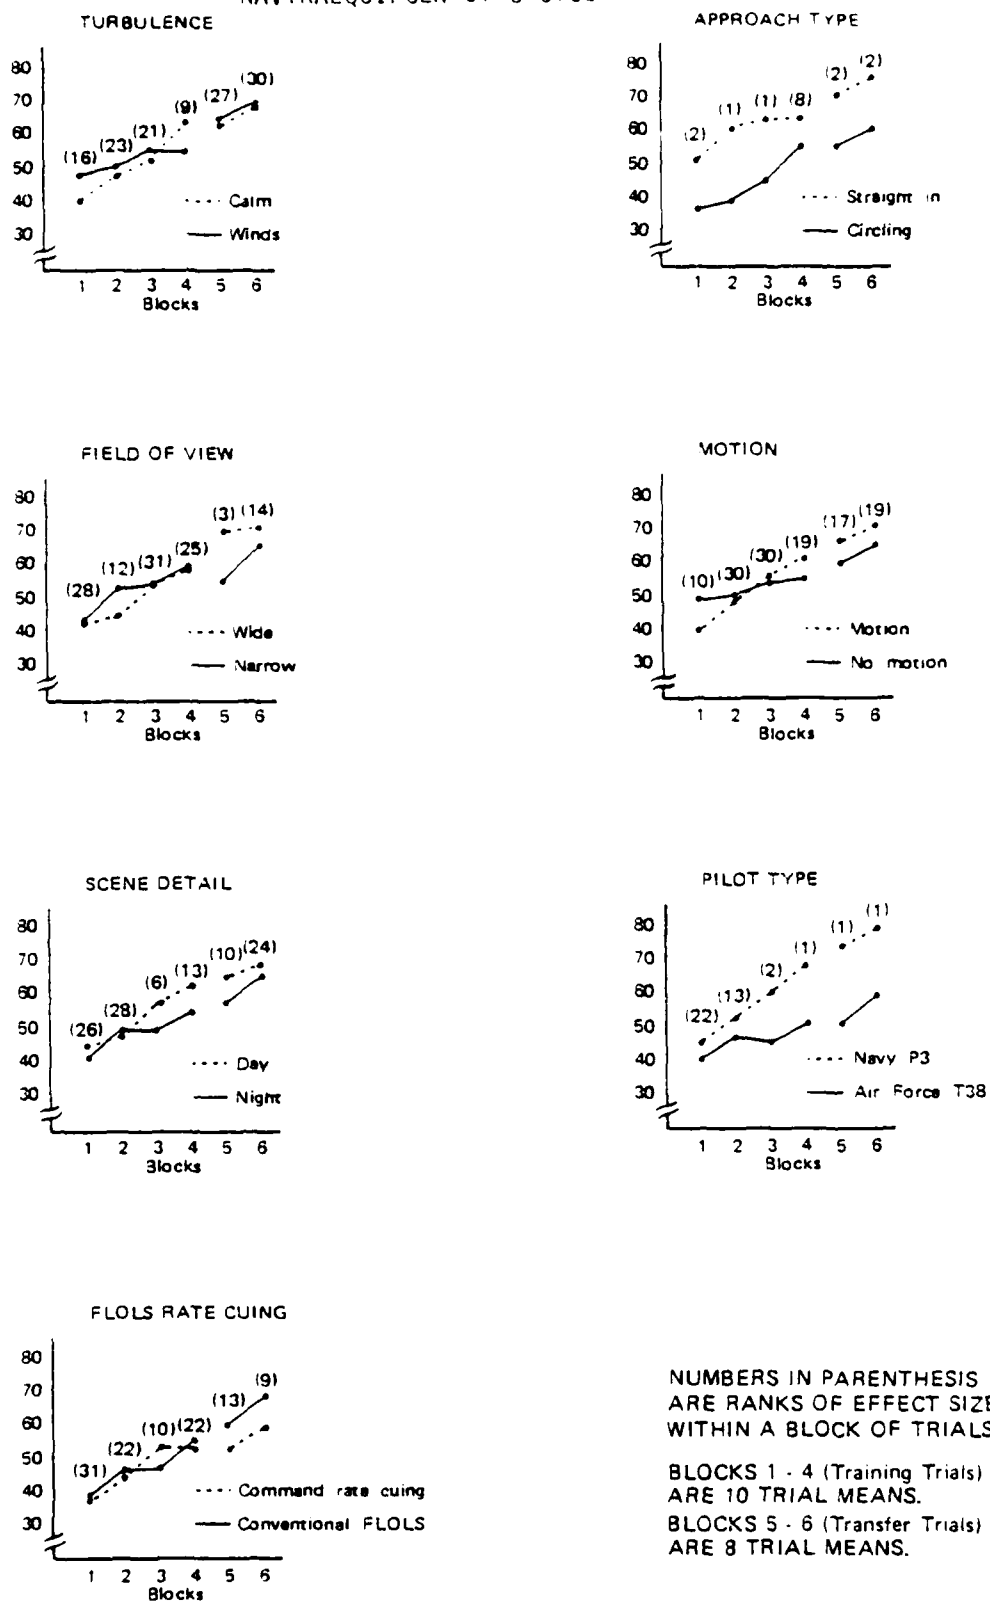 TURBULENCE
80
70
60
50
40
30
(16)
(23)
(21)
(9)
(27)
(30)
Calm
Winds
1 2 3 4 5 6
Blocks
APPROACH TYPE
80
70
60
50
40
30
(2)
(1)
(1)
(8)
(2)
(2)
Straight in
Circling
1 2 3 4 5 6
Blocks
FIELD OF VIEW
80
70
60
50
40
30
(28)
(12)
(31)
(25)
(3)
(14)
Wide
Narrow
1 2 3 4 5 6
Blocks
MOTION
80
70
60
50
40
30
(10)
(30)
(30)
(19)
(17)
(19)
Motion
No motion
1 2 3 4 5 6
Blocks
SCENE DETAIL
80
70
60
50
40
30
(26)
(28)
(6)
(13)
(10)
(24)
Day
Night
1 2 3 4 5 6
Blocks
PILOT TYPE
80
70
60
50
40
30
(22)
(13)
(2)
(1)
(1)
(1)
Navy P3
Air Force T38
1 2 3 4 5 6
Blocks
FLOLS RATE CUING
80
70
60
50
40
30
(31)
(22)
(10)
(22)
(13)
(9)
Command rate cuing
Conventional FLOLS
1 2 3 4 5 6
Blocks
NUMBERS IN PARENTHESIS
ARE RANKS OF EFFECT SIZE
WITHIN A BLOCK OF TRIALS
BLOCKS 1 - 4 (Training Trials)
ARE 10 TRIAL MEANS.
BLOCKS 5 - 6 (Transfer Trials)
ARE 8 TRIAL MEANS.